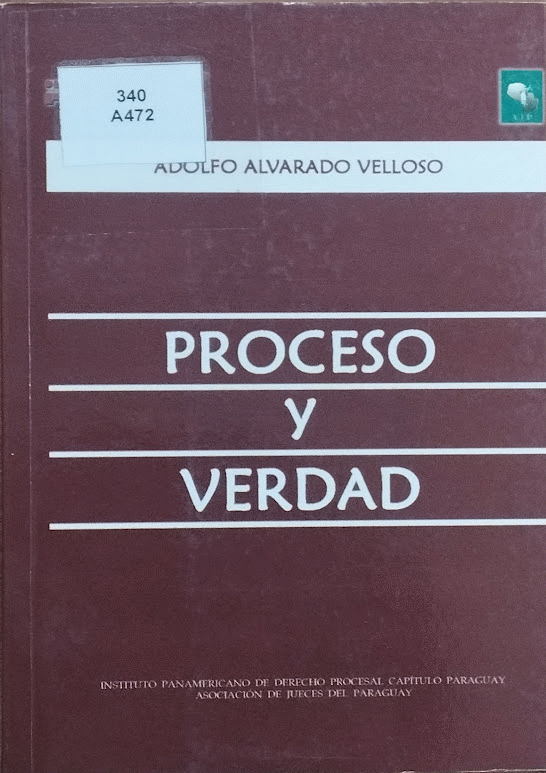 340
A472
A J P
ADOLFO ALVARADO VELLOSO
PROCESO
y
VERDAD
INSTITUTO PANAMERICANO DE DERECHO PROCESAL CAPÍTULO PARAGUAY
ASOCIACIÓN DE JUECES DEL PARAGUAY